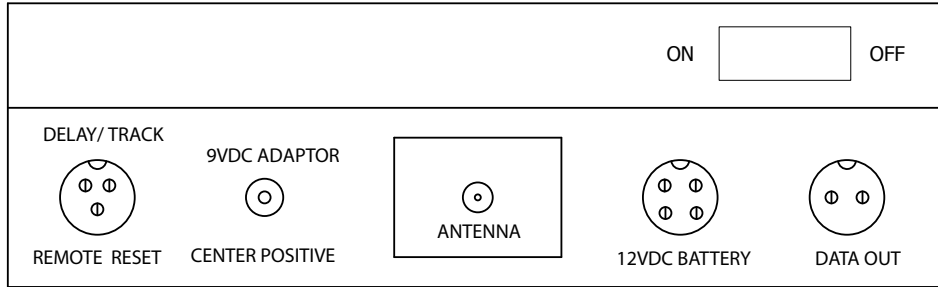 ON
OFF
DELAY/ TRACK
REMOTE RESET
9VDC ADAPTOR
CENTER POSITIVE
ANTENNA
12VDC BATTERY
DATA OUT